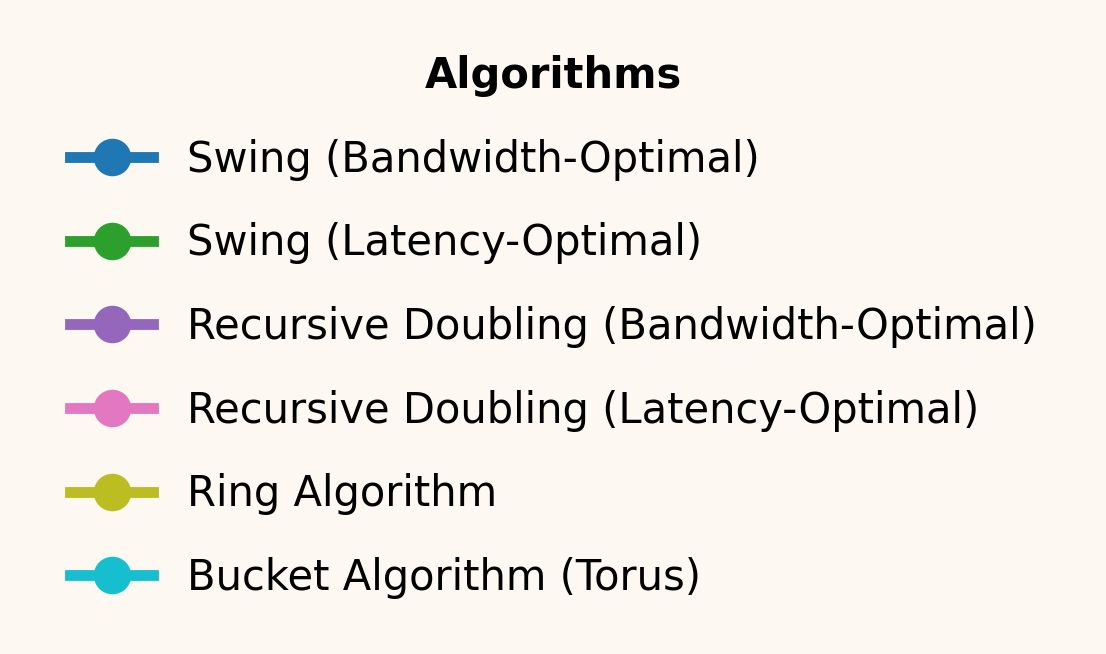 Algorithms
Swing (Bandwidth-Optimal)
Swing (Latency-Optimal)
Recursive Doubling (Bandwidth-Optimal)
Recursive Doubling (Latency-Optimal)
Ring Algorithm
Bucket Algorithm (Torus)